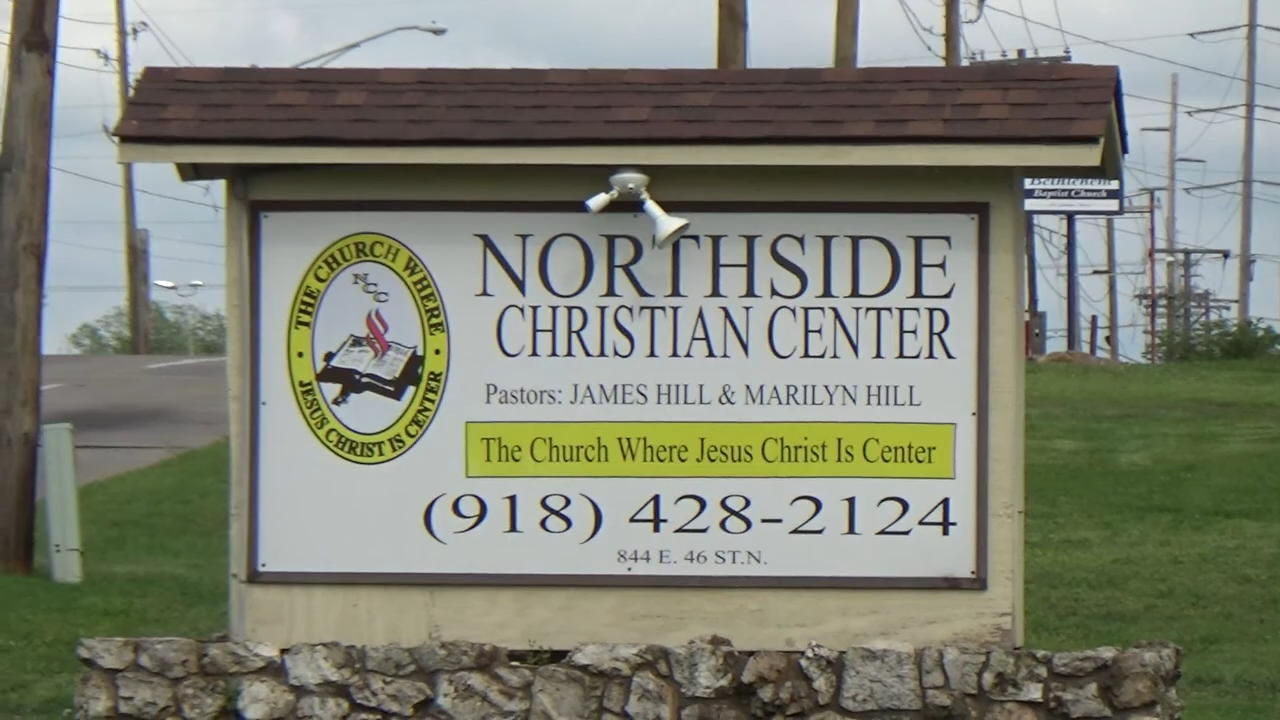 Bethlehem
Baptist Church
THE CHURCH WHERE
JESUS CHRIST IS CENTER
NCC
NORTHSIDE
CHRISTIAN CENTER
Pastors: JAMES HILL & MARILYN HILL
The Church Where Jesus Christ Is Center
(918) 428-2124
844 E. 46 ST.N.